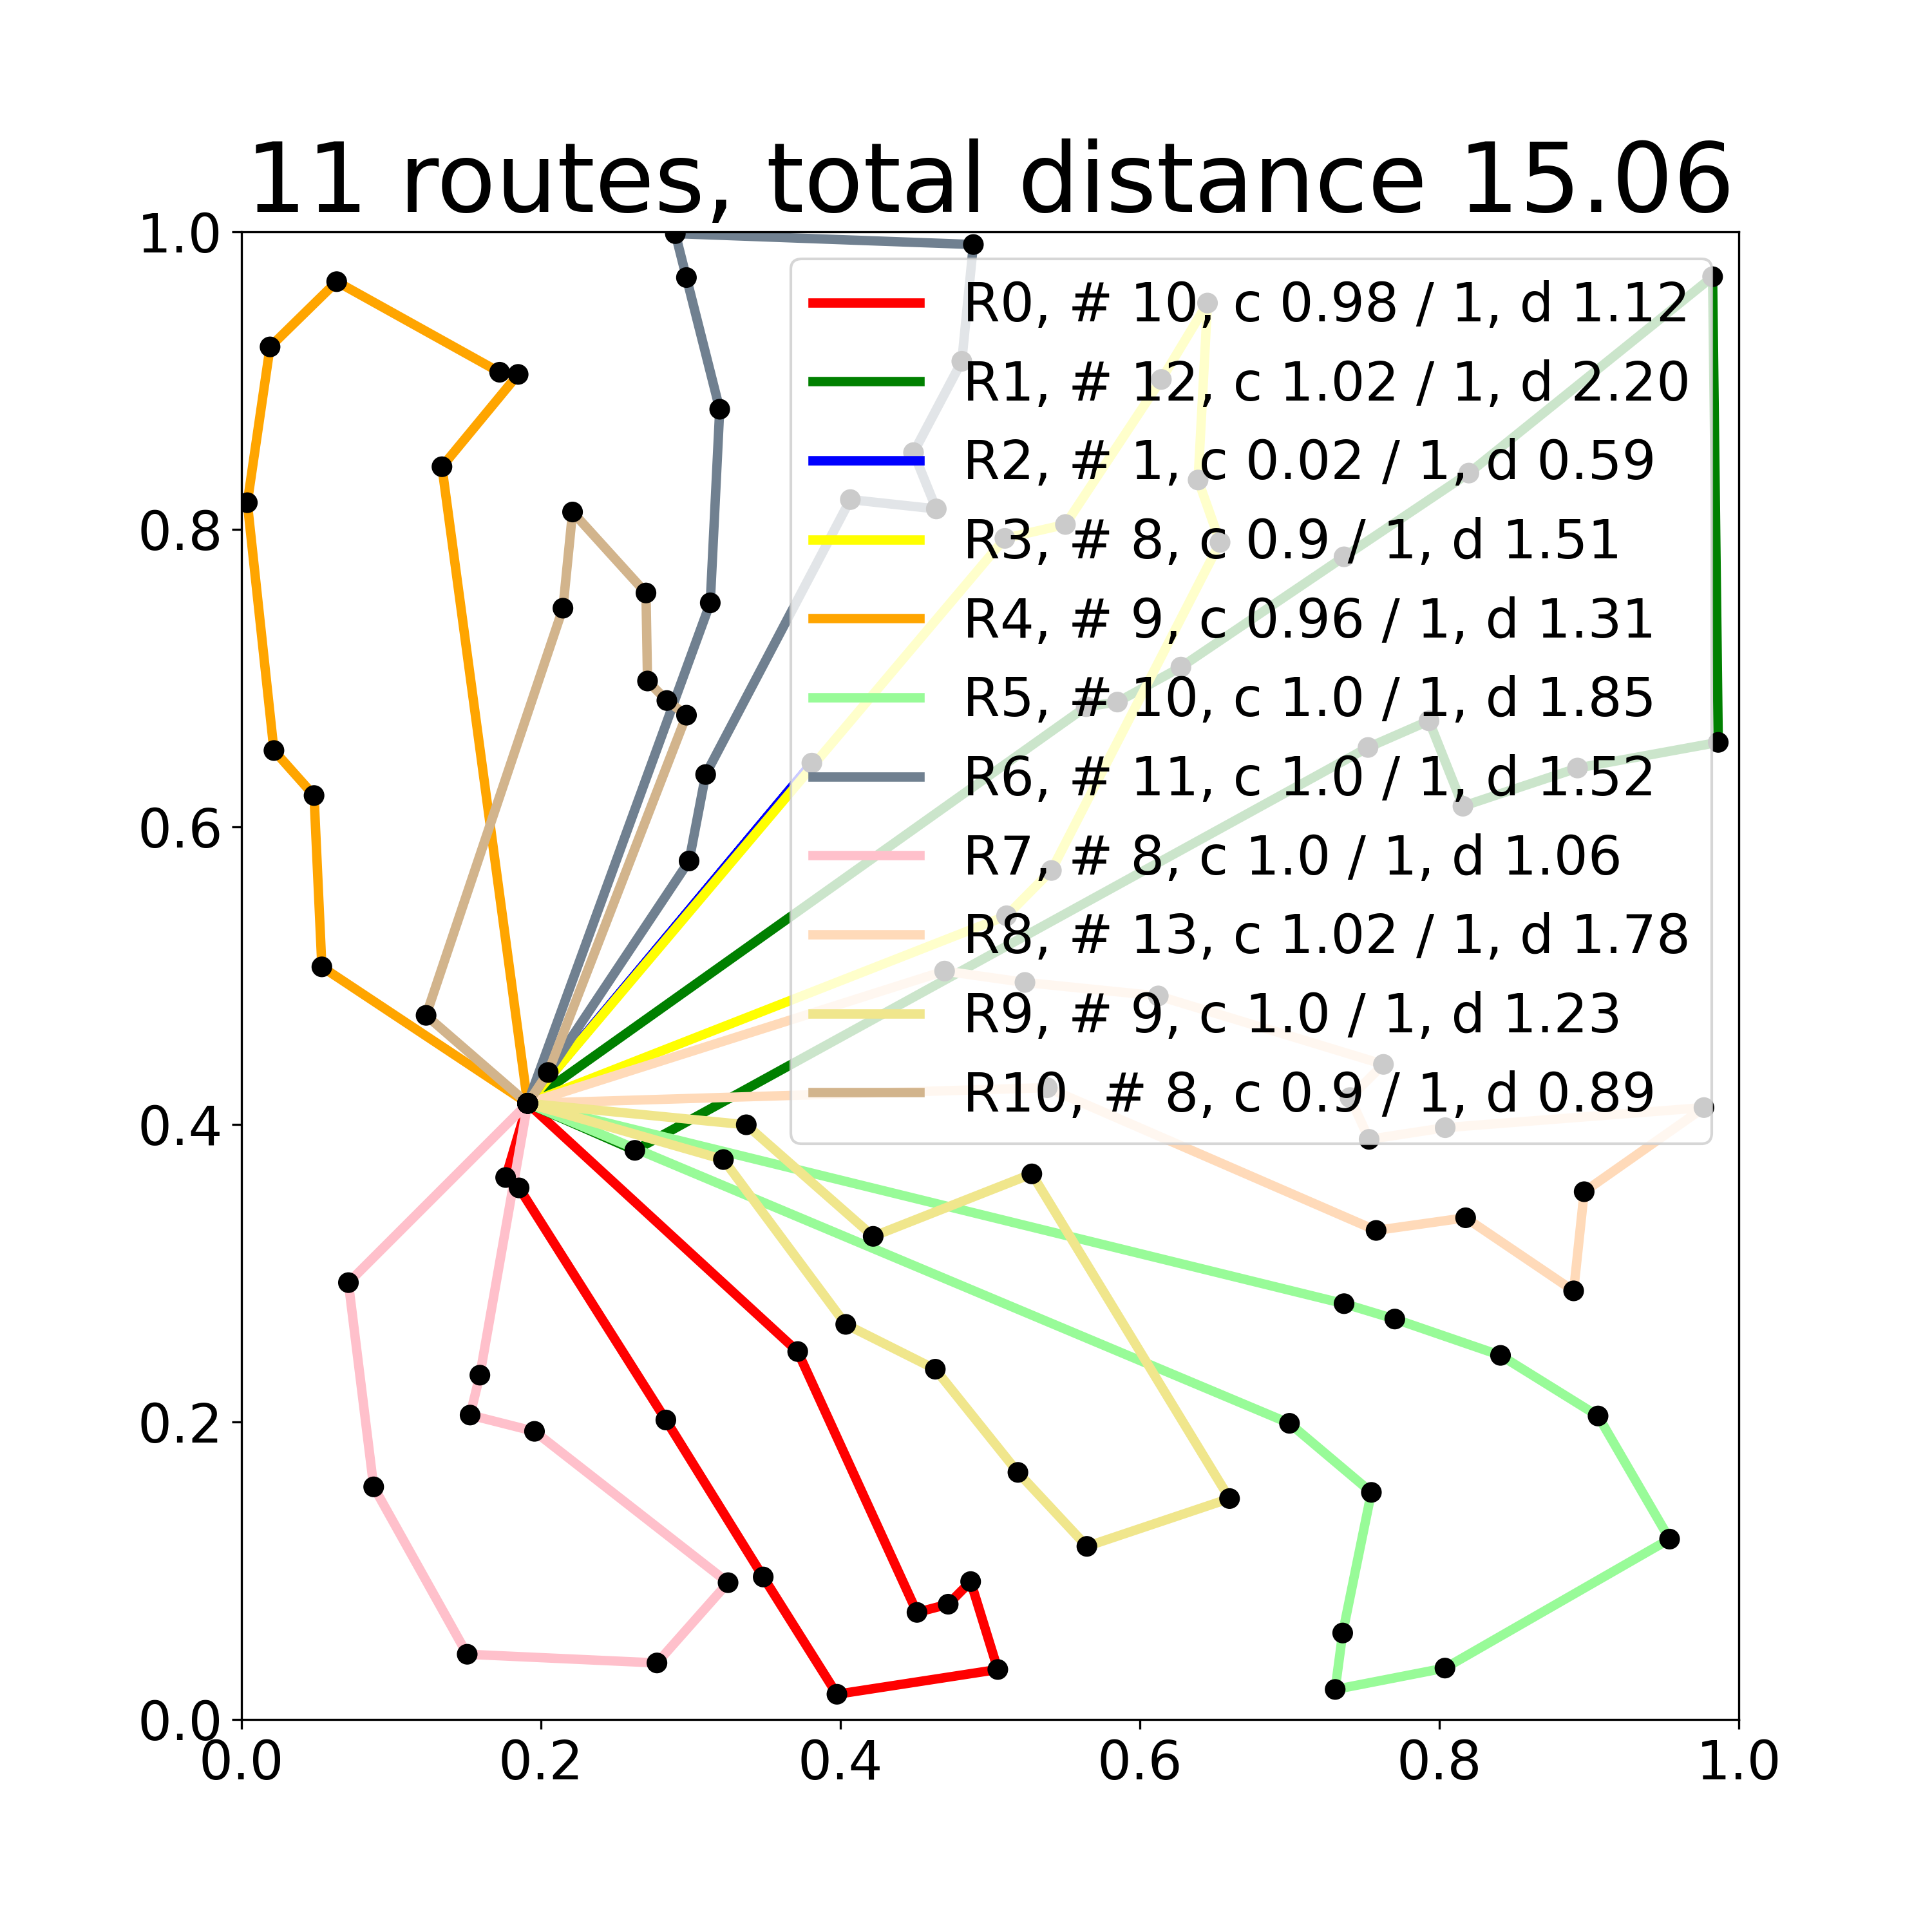 11 routes, total distance 15.06
R0, # 10, c 0.98 / 1, d 1.12
R1, # 12, c 1.02 / 1, d 2.20
R2, # 1, c 0.02 / 1, d 0.59
R3, # 8, c 0.9 / 1, d 1.51
R4, # 9, c 0.96 / 1, d 1.31
R5, # 10, c 1.0 / 1, d 1.85
R6, # 11, c 1.0 / 1, d 1.52
R7, # 8, c 1.0 / 1, d 1.06
R8, # 13, c 1.02 / 1, d 1.78
R9, # 9, c 1.0 / 1, d 1.23
R10, # 8, c 0.9 / 1, d 0.89
1.0
0.8
0.6
0.4
0.2
0.0
0.0 0.2 0.4 0.6 0.8 1.0